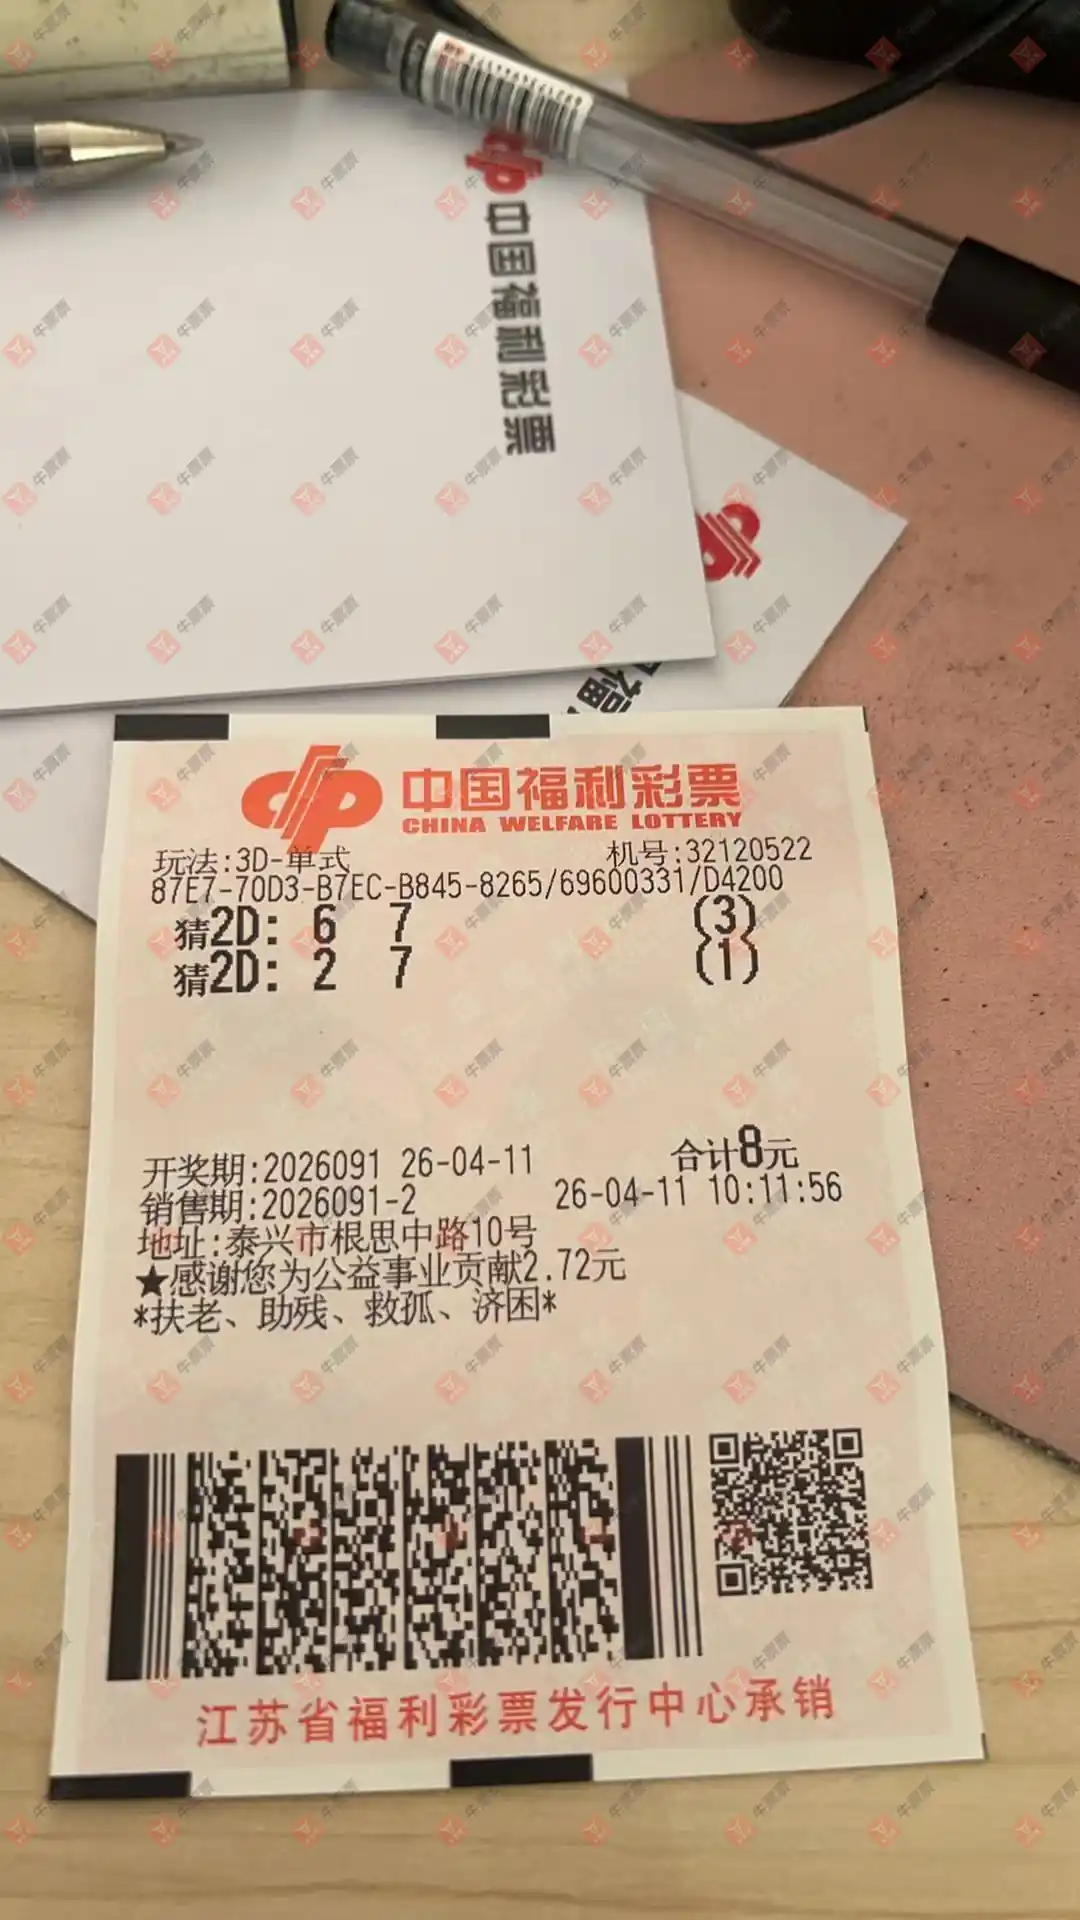 中国福利彩票
福
中国福利彩票
CHINA WELFARE LOTTERY
玩法:3D-单式 机号:32120522
87E7-70D3-B7EC-B845-8265/69600331/D4200
猜2D: 6 7 (3)
猜2D: 2 7 (1)
开奖期:2026091 26-04-11 合计8元
销售期:2026091-2 26-04-11 10:11:56
地址:泰兴市根思中路10号
★感谢您为公益事业贡献2.72元
*扶老、助残、救孤、济困*
江苏省福利彩票发行中心承销
牛票票